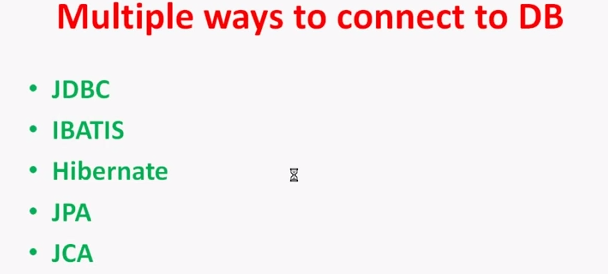 Multiple ways to connect to DB
• JDBC
• IBATIS
• Hibernate
• JPA
• JCA